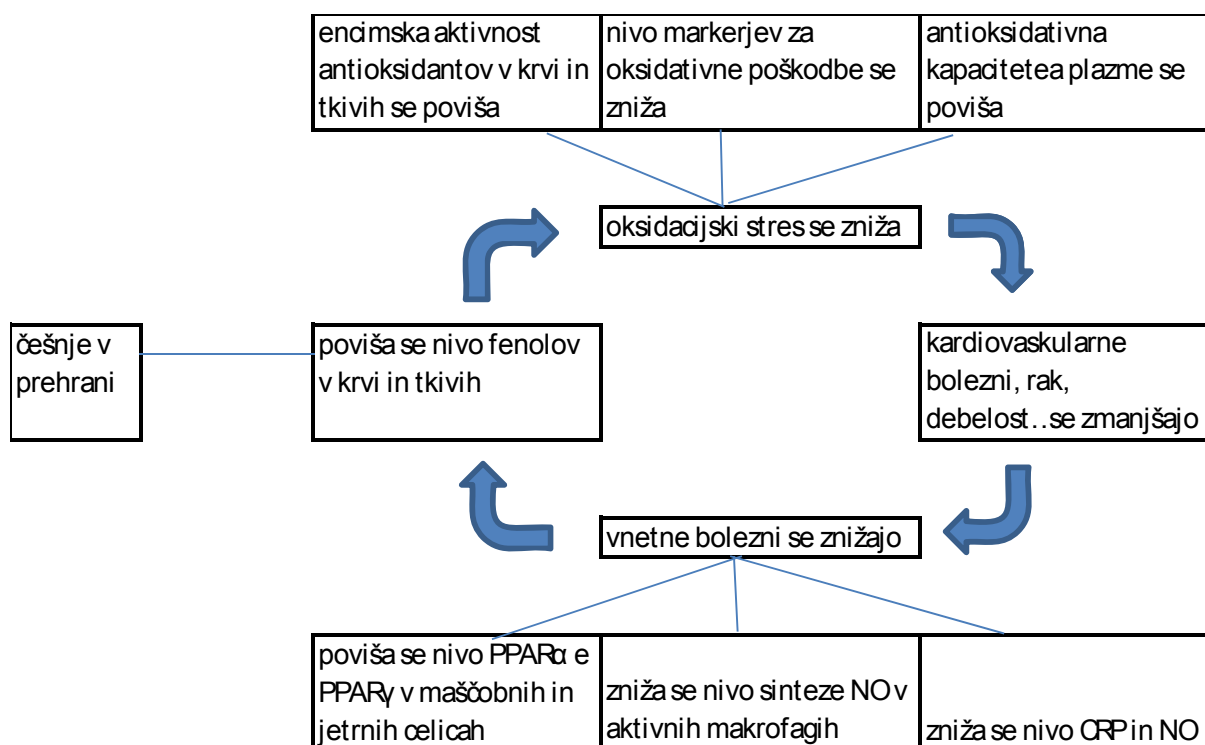 encimska aktivnost
antioksidantov v krvi in
tkivih se poviša
nivo markerjev za
oksidativne poškodbe se
zniža
antioksidativna
kapacitetea plazme se
poviša
oksidacijski stres se zniža
češnje v
prehrani
poviša se nivo fenolov
v krvi in tkivih
kardiovaskularne
bolezni, rak,
debelost..se zmanjšajo
vnetne bolezni se znižajo
poviša se nivo PPARα e
PPARγ v maščobnih in
jetrnih celicah
zniža se nivo sinteze NO v
aktivnih makrofagih
zniža se nivo CRP in NO